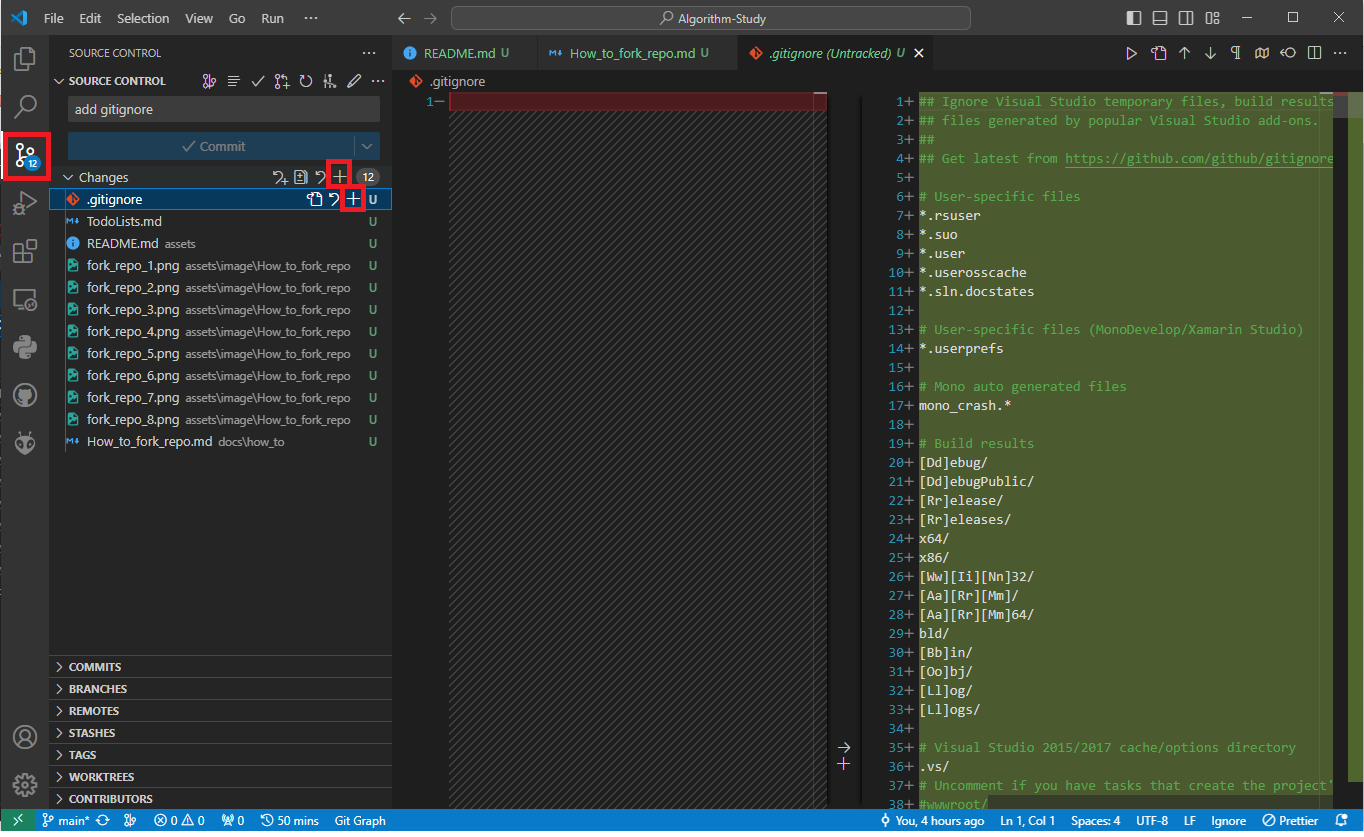 File Edit Selection View Go Run ··· Algorithm-Study
SOURCE CONTROL ···
SOURCE CONTROL
add gitignore
Commit
Changes 12
.gitignore U
TodoLists.md U
README.md assets U
fork_repo_1.png assets\image\How_to_fork_repo U
fork_repo_2.png assets\image\How_to_fork_repo U
fork_repo_3.png assets\image\How_to_fork_repo U
fork_repo_4.png assets\image\How_to_fork_repo U
fork_repo_5.png assets\image\How_to_fork_repo U
fork_repo_6.png assets\image\How_to_fork_repo U
fork_repo_7.png assets\image\How_to_fork_repo U
fork_repo_8.png assets\image\How_to_fork_repo U
How_to_fork_repo.md docs\how_to U
COMMITS
BRANCHES
REMOTES
STASHES
TAGS
WORKTREES
CONTRIBUTORS
12
README.md U How_to_fork_repo.md U .gitignore (Untracked) U
.gitignore
1−
1+ ## Ignore Visual Studio temporary files, build results
2+ ## files generated by popular Visual Studio add-ons.
3+ ##
4+ ## Get latest from https://github.com/github/gitignore
5+
6+ # User-specific files
7+ *.rsuser
8+ *.suo
9+ *.user
10+ *.userosscache
11+ *.sln.docstates
12+
13+ # User-specific files (MonoDevelop/Xamarin Studio)
14+ *.userprefs
15+
16+ # Mono auto generated files
17+ mono_crash.*
18+
19+ # Build results
20+ [Dd]ebug/
21+ [Dd]ebugPublic/
22+ [Rr]elease/
23+ [Rr]eleases/
24+ x64/
25+ x86/
26+ [Ww][Ii][Nn]32/
27+ [Aa][Rr][Mm]/
28+ [Aa][Rr][Mm]64/
29+ bld/
30+ [Bb]in/
31+ [Oo]bj/
32+ [Ll]og/
33+ [Ll]ogs/
34+
35+ # Visual Studio 2015/2017 cache/options directory
36+ .vs/
37+ # Uncomment if you have tasks that create the project'
38+ #wwwroot/
main* 0 0 0 50 mins Git Graph You, 4 hours ago Ln 1, Col 1 Spaces: 4 UTF-8 LF Ignore Prettier